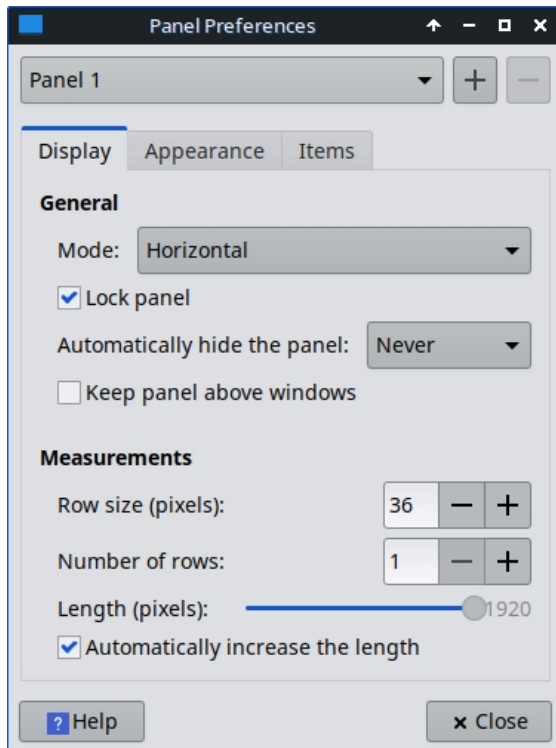 Panel Preferences
Panel 1
Display Appearance Items
General
Mode: Horizontal
Lock panel
Automatically hide the panel: Never
Keep panel above windows
Measurements
Row size (pixels): 36
Number of rows: 1
Length (pixels): 1920
Automatically increase the length
? Help
Close